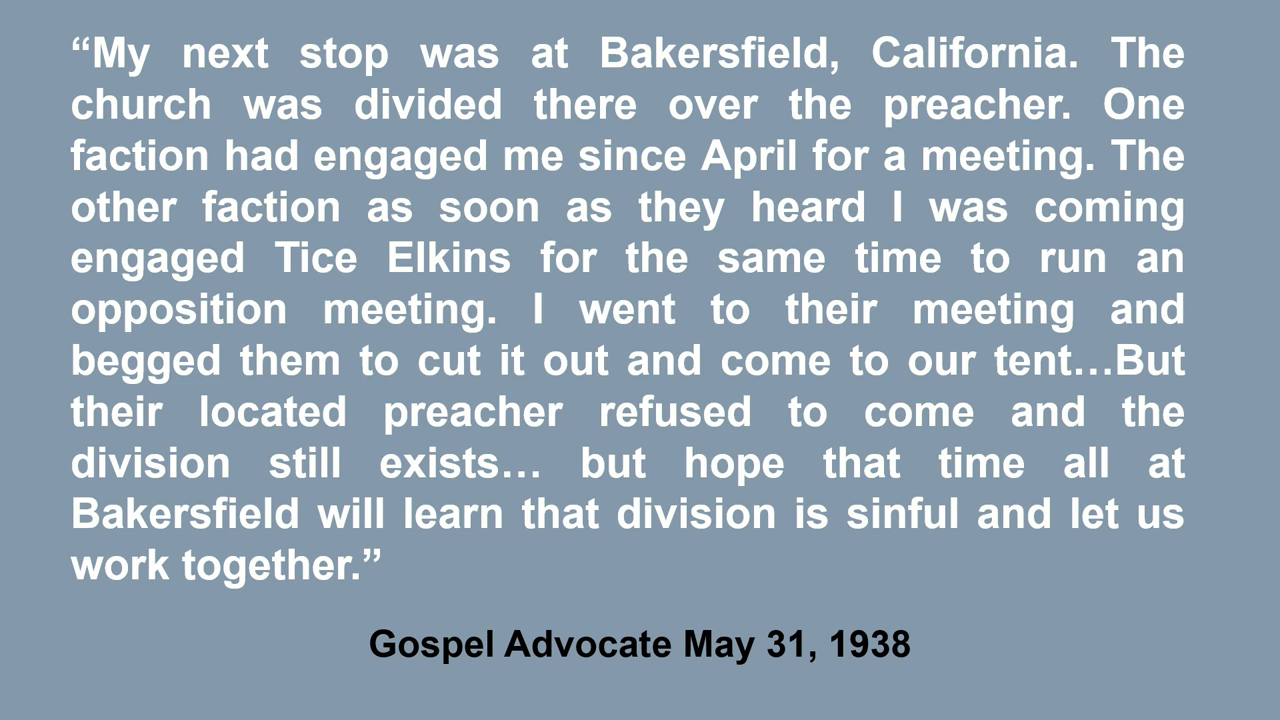 “My next stop was at Bakersfield, California. The
church was divided there over the preacher. One
faction had engaged me since April for a meeting. The
other faction as soon as they heard I was coming
engaged Tice Elkins for the same time to run an
opposition meeting. I went to their meeting and
begged them to cut it out and come to our tent…But
their located preacher refused to come and the
division still exists… but hope that time all at
Bakersfield will learn that division is sinful and let us
work together.”
Gospel Advocate May 31, 1938